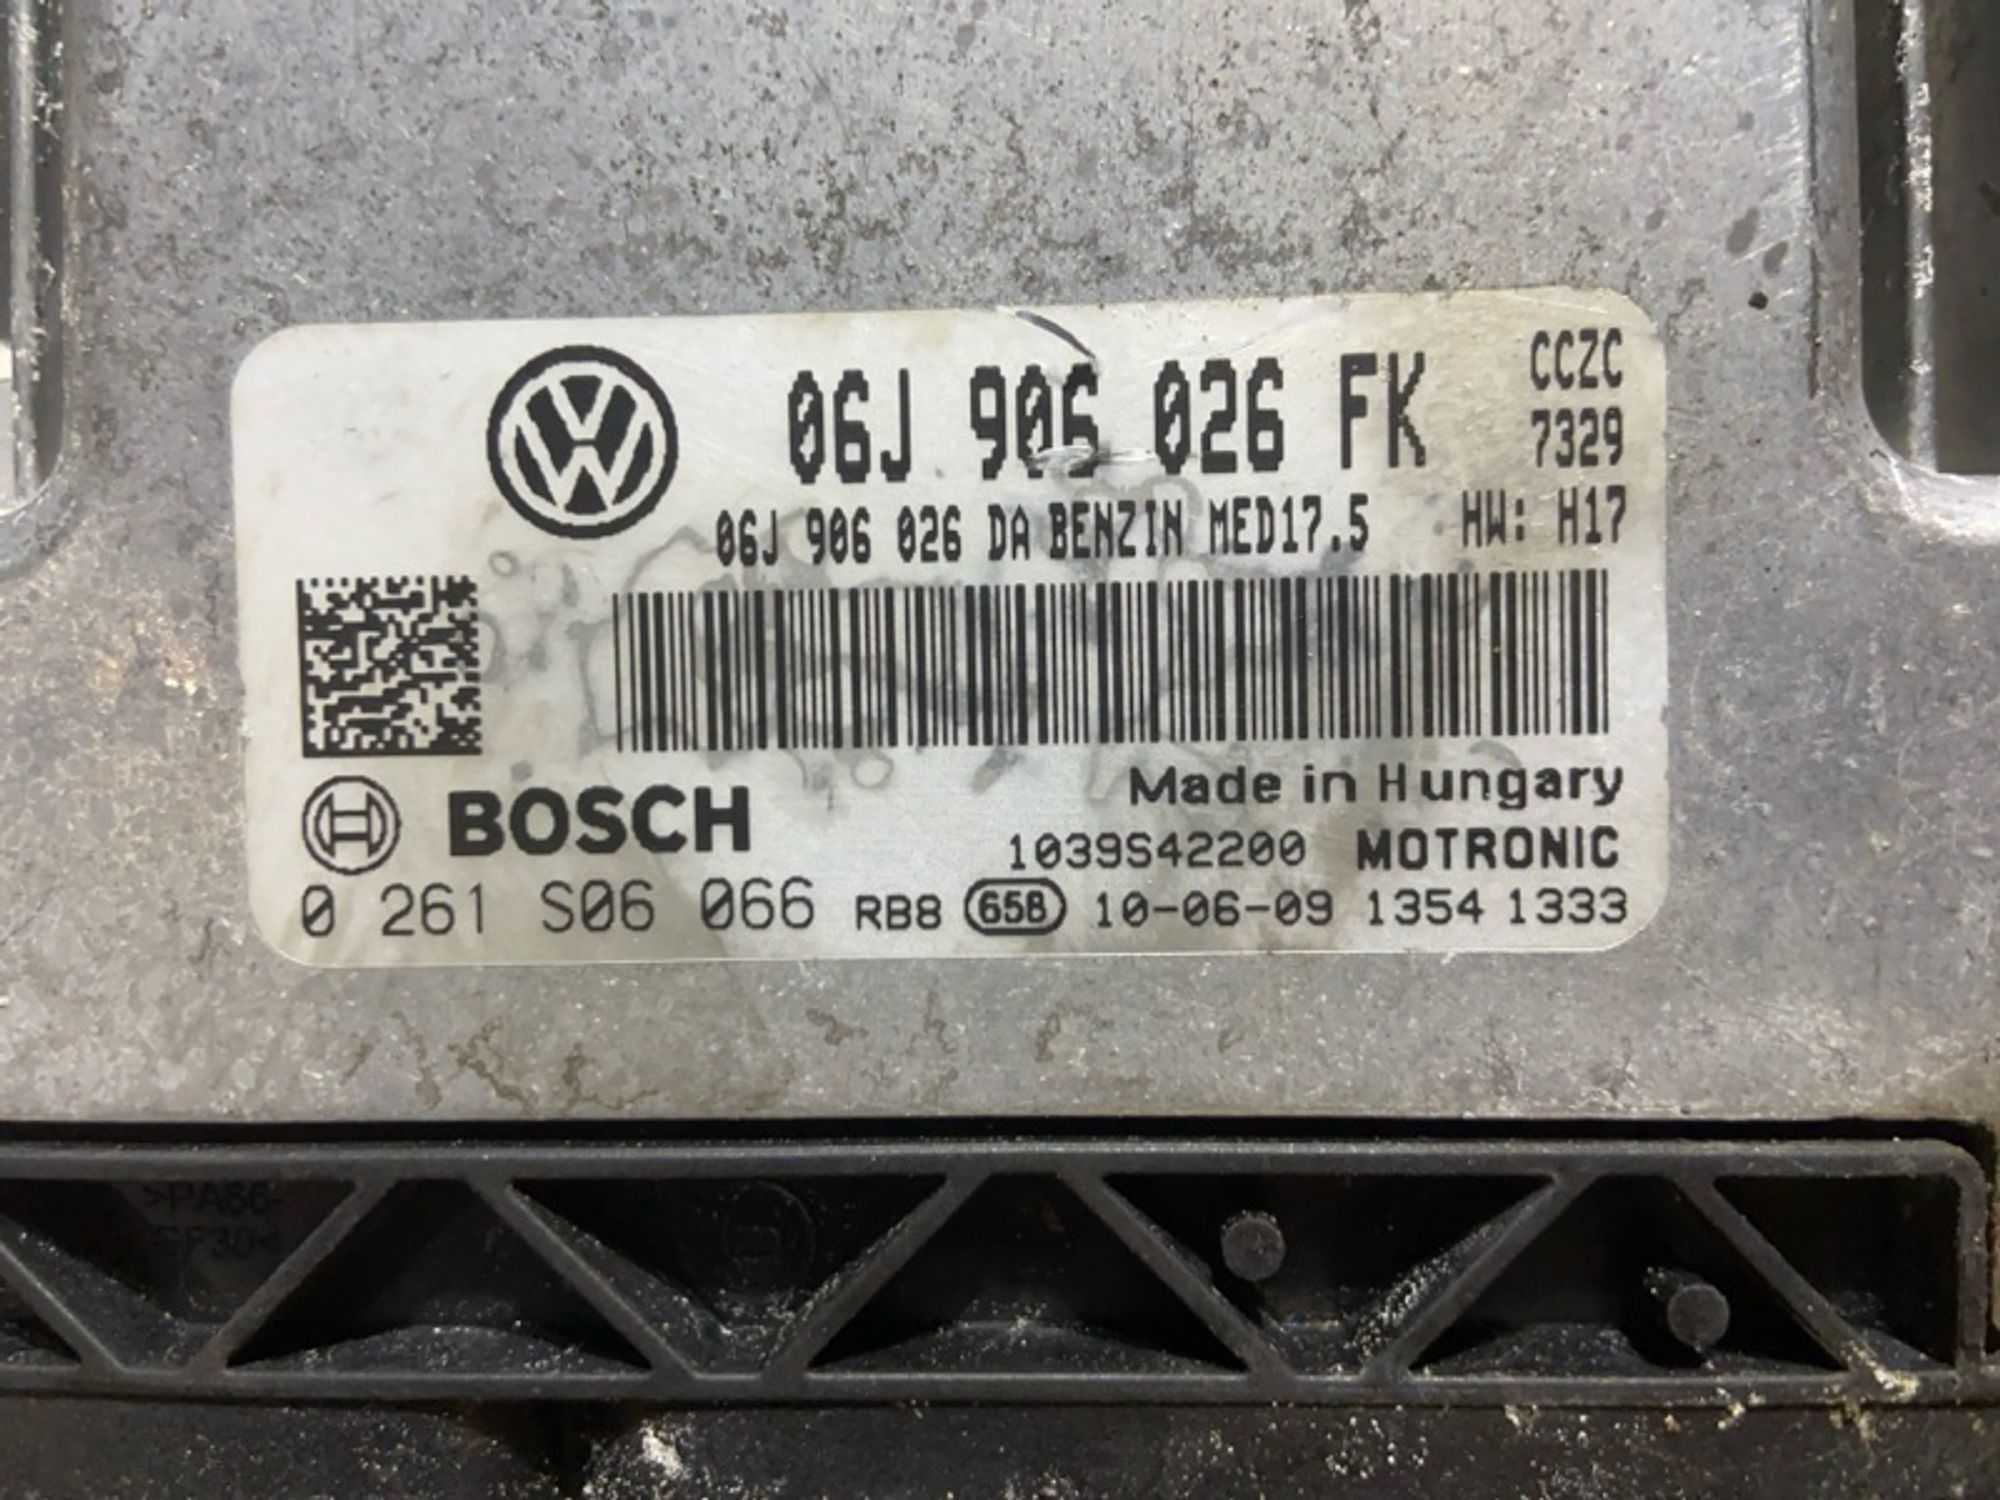 06J 906 026 FK CCZC
7329
06J 906 026 DA BENZIN MED17.5 HW: H17
BOSCH
Made in Hungary
1039S42200 MOTRONIC
0 261 S06 066 RB8 65B 10-06-09 1354 1333